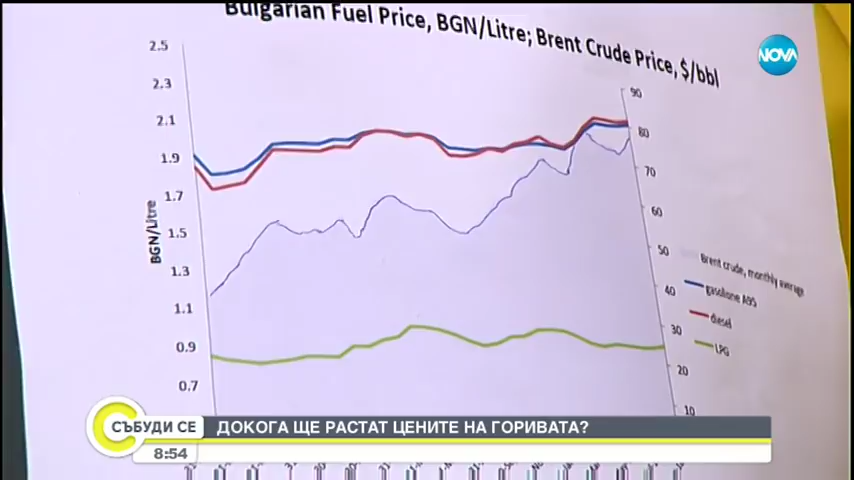 Bulgarian Fuel Price, BGN/Litre; Brent Crude Price, $/bbl
NOVA
2.5
2.3
2.1
1.9
1.7
1.5
1.3
1.1
0.9
0.7
BGN/Litre
90
80
70
60
50
40
30
20
10
Brent crude, monthly average
gasolione A95
diesel
LPG
СЪБУДИ СЕ
ДОКОГА ЩЕ РАСТАТ ЦЕНИТЕ НА ГОРИВАТА?
8:54